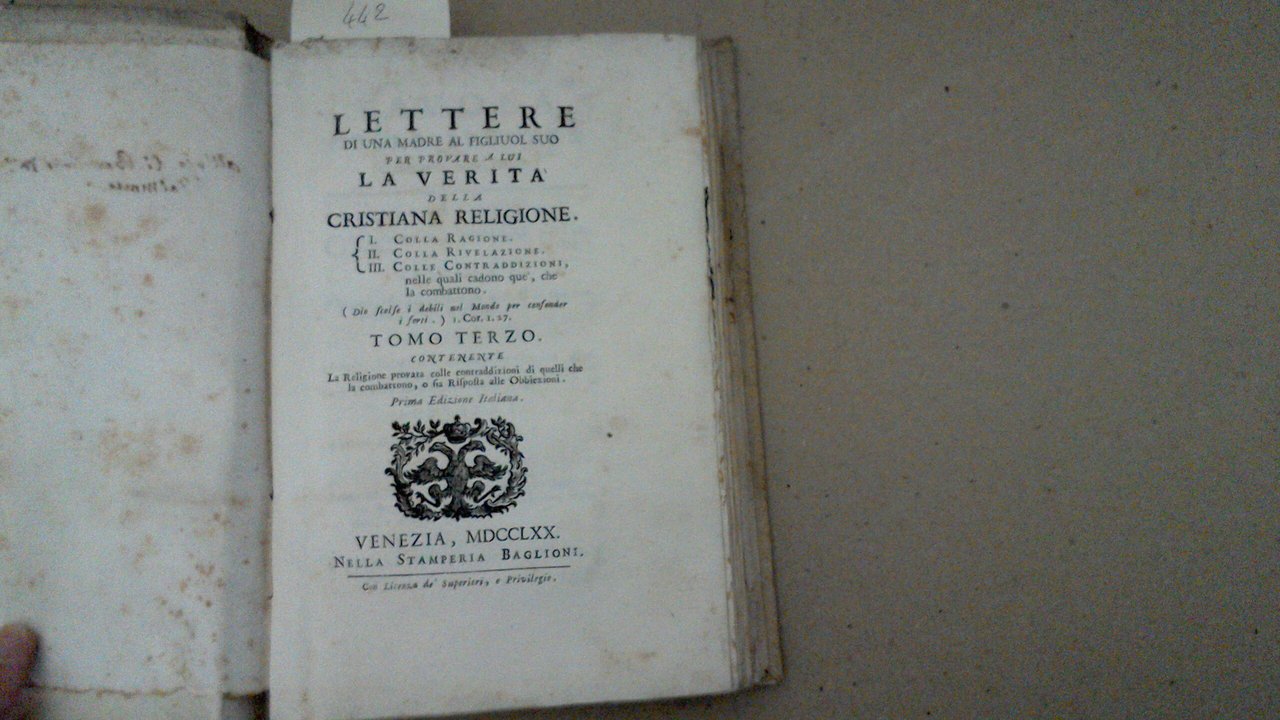 442
LETTERE
DI UNA MADRE AL FIGLIUOL SUO
PER PROVARE A LUI
LA VERITA'
DELLA
CRISTIANA RELIGIONE.
I. COLLA RAGIONE.
II. COLLA RIVELAZIONE.
III. COLLE CONTRADDIZIONI,
nelle quali cadono que', che
la combattono.
(Dio scelse i debili nel Mondo per confonder
i forti.) 1. Cor. 1. 27.
TOMO TERZO.
CONTENENTE
La Religione provata colle contraddizioni di quelli che
la combattono, o sia Risposta alle Obbiezioni.
Prima Edizione Italiana.
VENEZIA, MDCCLXX.
NELLA STAMPERIA BAGLIONI.
Con Licenza de' Superiori, e Privilegio.